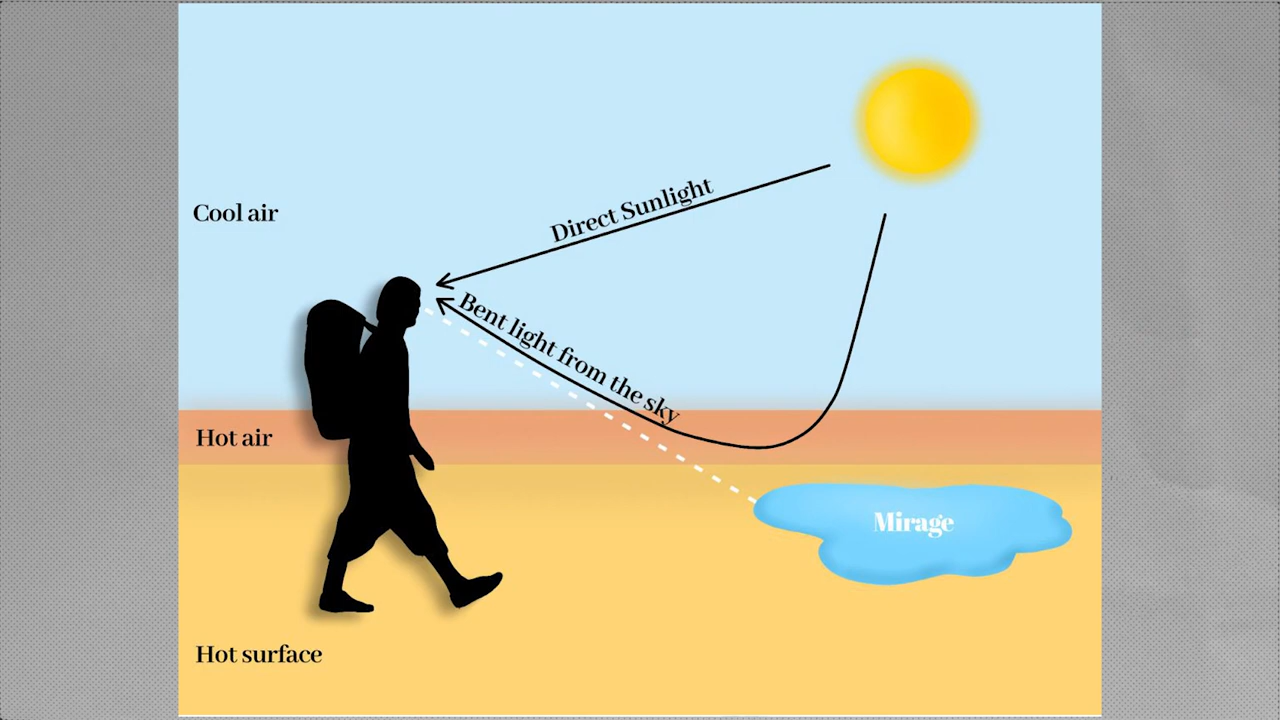 Cool air
Direct Sunlight
Bent light from the sky
Hot air
Mirage
Hot surface